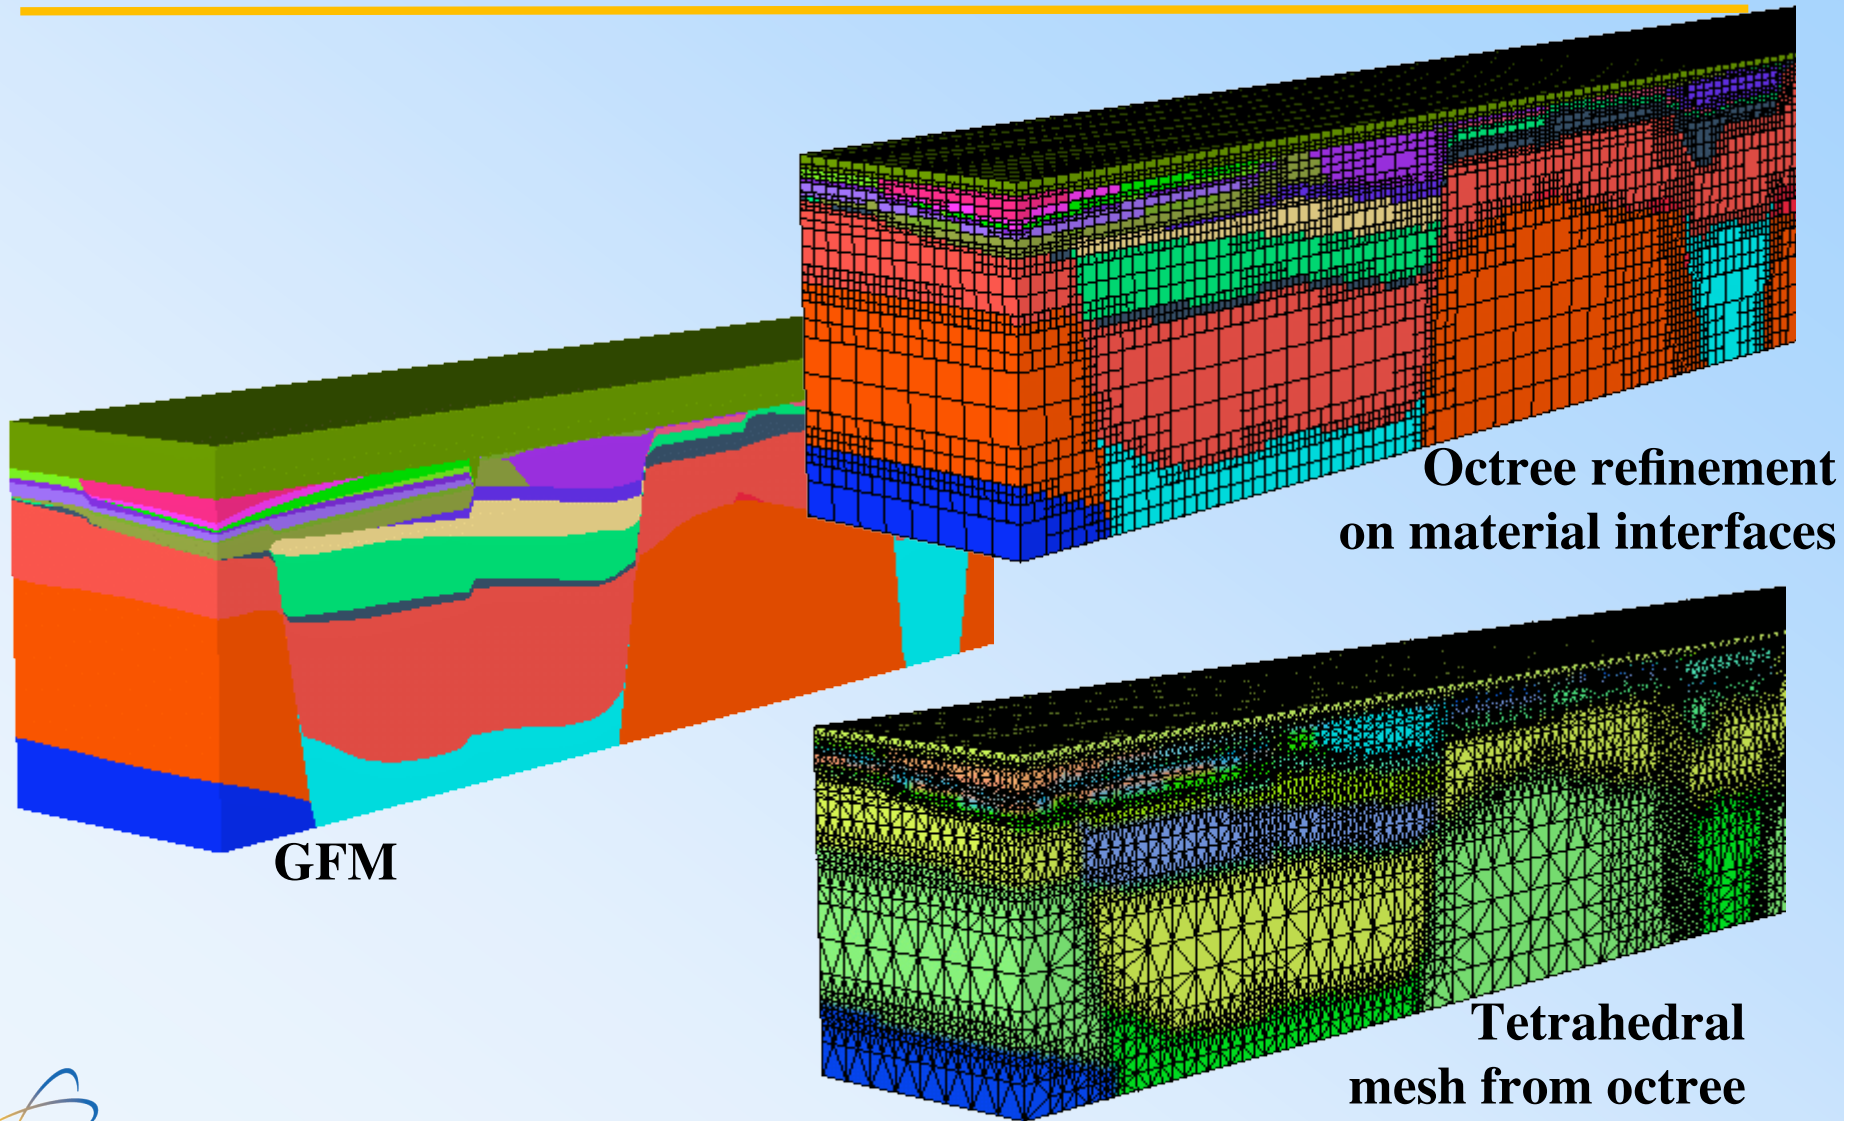 Octree refinement
on material interfaces
GFM
Tetrahedral
mesh from octree